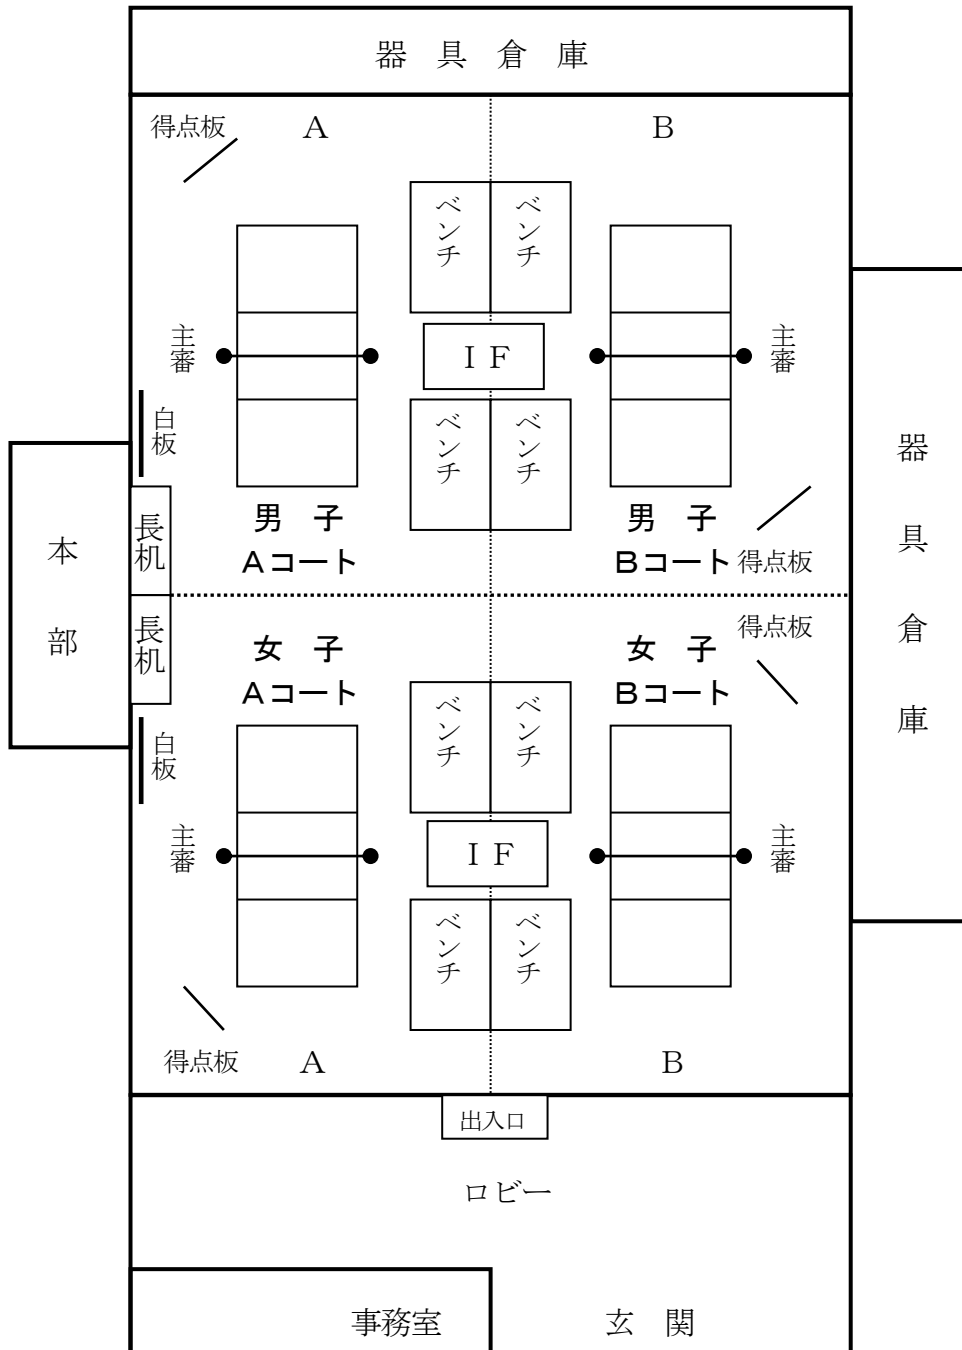 器具倉庫
得点板
A
B
ベンチ
ベンチ
主審
ＩＦ
主審
白板
ベンチ
ベンチ
器具倉庫
本部
長机
男子
Aコート
男子
Bコート
得点板
長机
女子
Aコート
女子
Bコート
得点板
白板
ベンチ
ベンチ
主審
ＩＦ
主審
ベンチ
ベンチ
得点板
A
B
出入口
ロビー
事務室
玄関